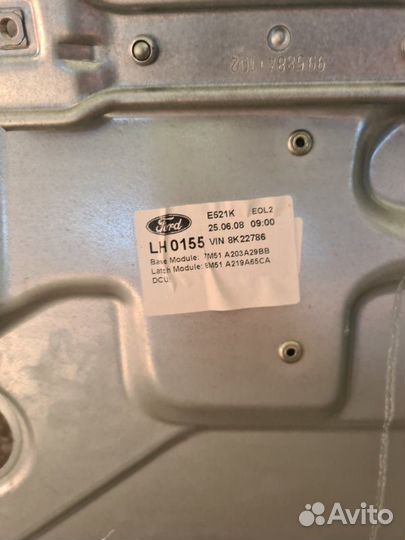 Ford
E521K EOL2
25.06.08 09:00
LH0155 VIN 8K22786
Base Module: 7M51 A203A29BB
Latch Module: 8M51 A219A65CA
DCU:
Avito